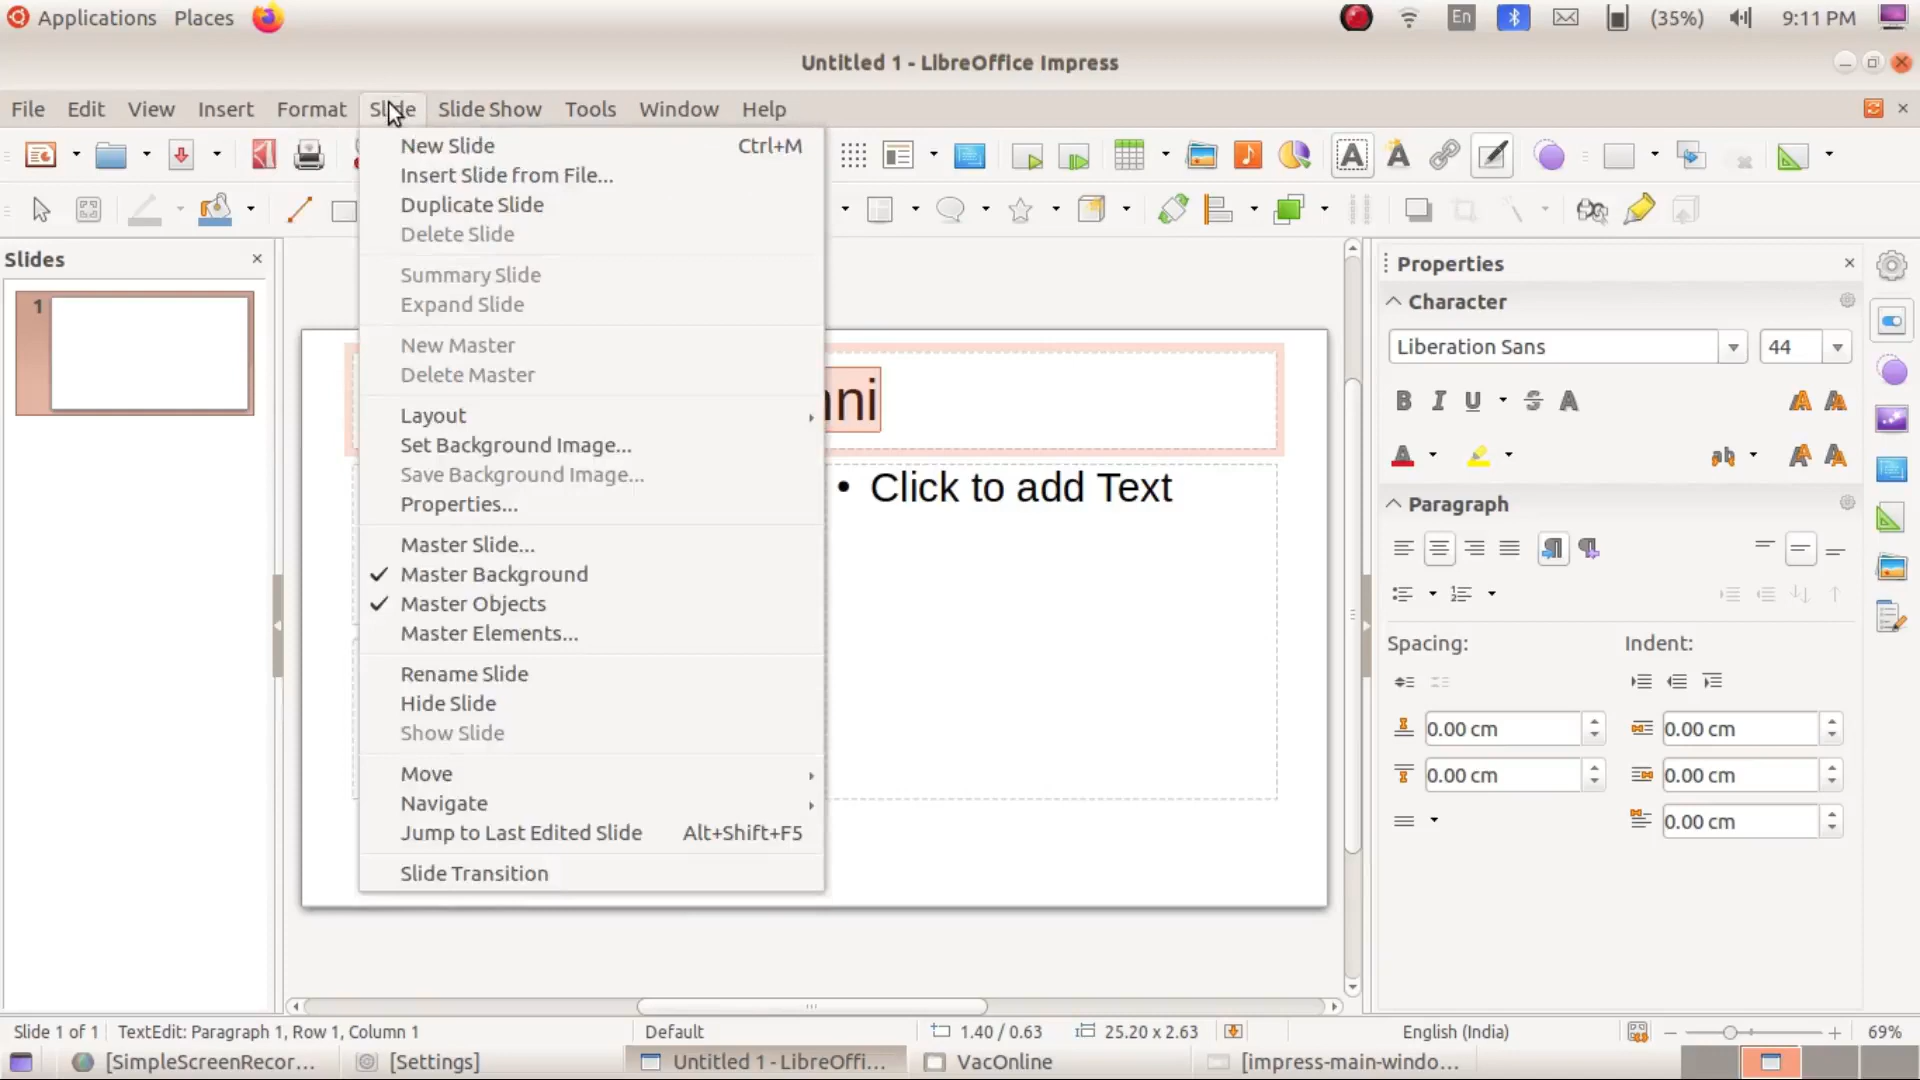 Applications Places En (35%) 9:11 PM
Untitled 1 - LibreOffice Impress
File Edit View Insert Format Slide Slide Show Tools Window Help
New Slide Ctrl+M
Insert Slide from File...
Duplicate Slide
Delete Slide
Summary Slide
Expand Slide
New Master
Delete Master
Layout
Set Background Image...
Save Background Image...
Properties...
Master Slide...
Master Background
Master Objects
Master Elements...
Rename Slide
Hide Slide
Show Slide
Move
Navigate
Jump to Last Edited Slide Alt+Shift+F5
Slide Transition
Slides
1
• Click to add Text
Properties
Character
Liberation Sans 44
Paragraph
Spacing: Indent:
0.00 cm 0.00 cm
0.00 cm 0.00 cm
0.00 cm
Slide 1 of 1 TextEdit: Paragraph 1, Row 1, Column 1 Default 1.40 / 0.63 25.20 x 2.63 English (India) 69%
[SimpleScreenRecor... [Settings] Untitled 1 - LibreOffi... VacOnline [impress-main-windo...